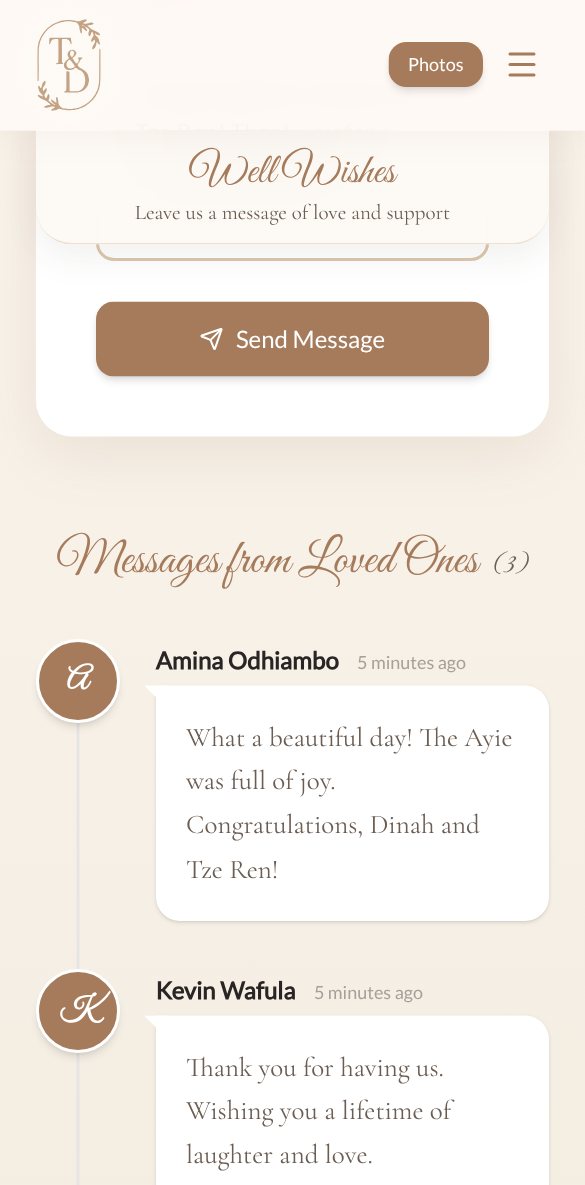 T&D
Photos
Well Wishes
Leave us a message of love and support
Send Message
Messages from Loved Ones (3)
A
Amina Odhiambo 5 minutes ago
What a beautiful day! The Ayie
was full of joy.
Congratulations, Dinah and
Tze Ren!
K
Kevin Wafula 5 minutes ago
Thank you for having us.
Wishing you a lifetime of
laughter and love.